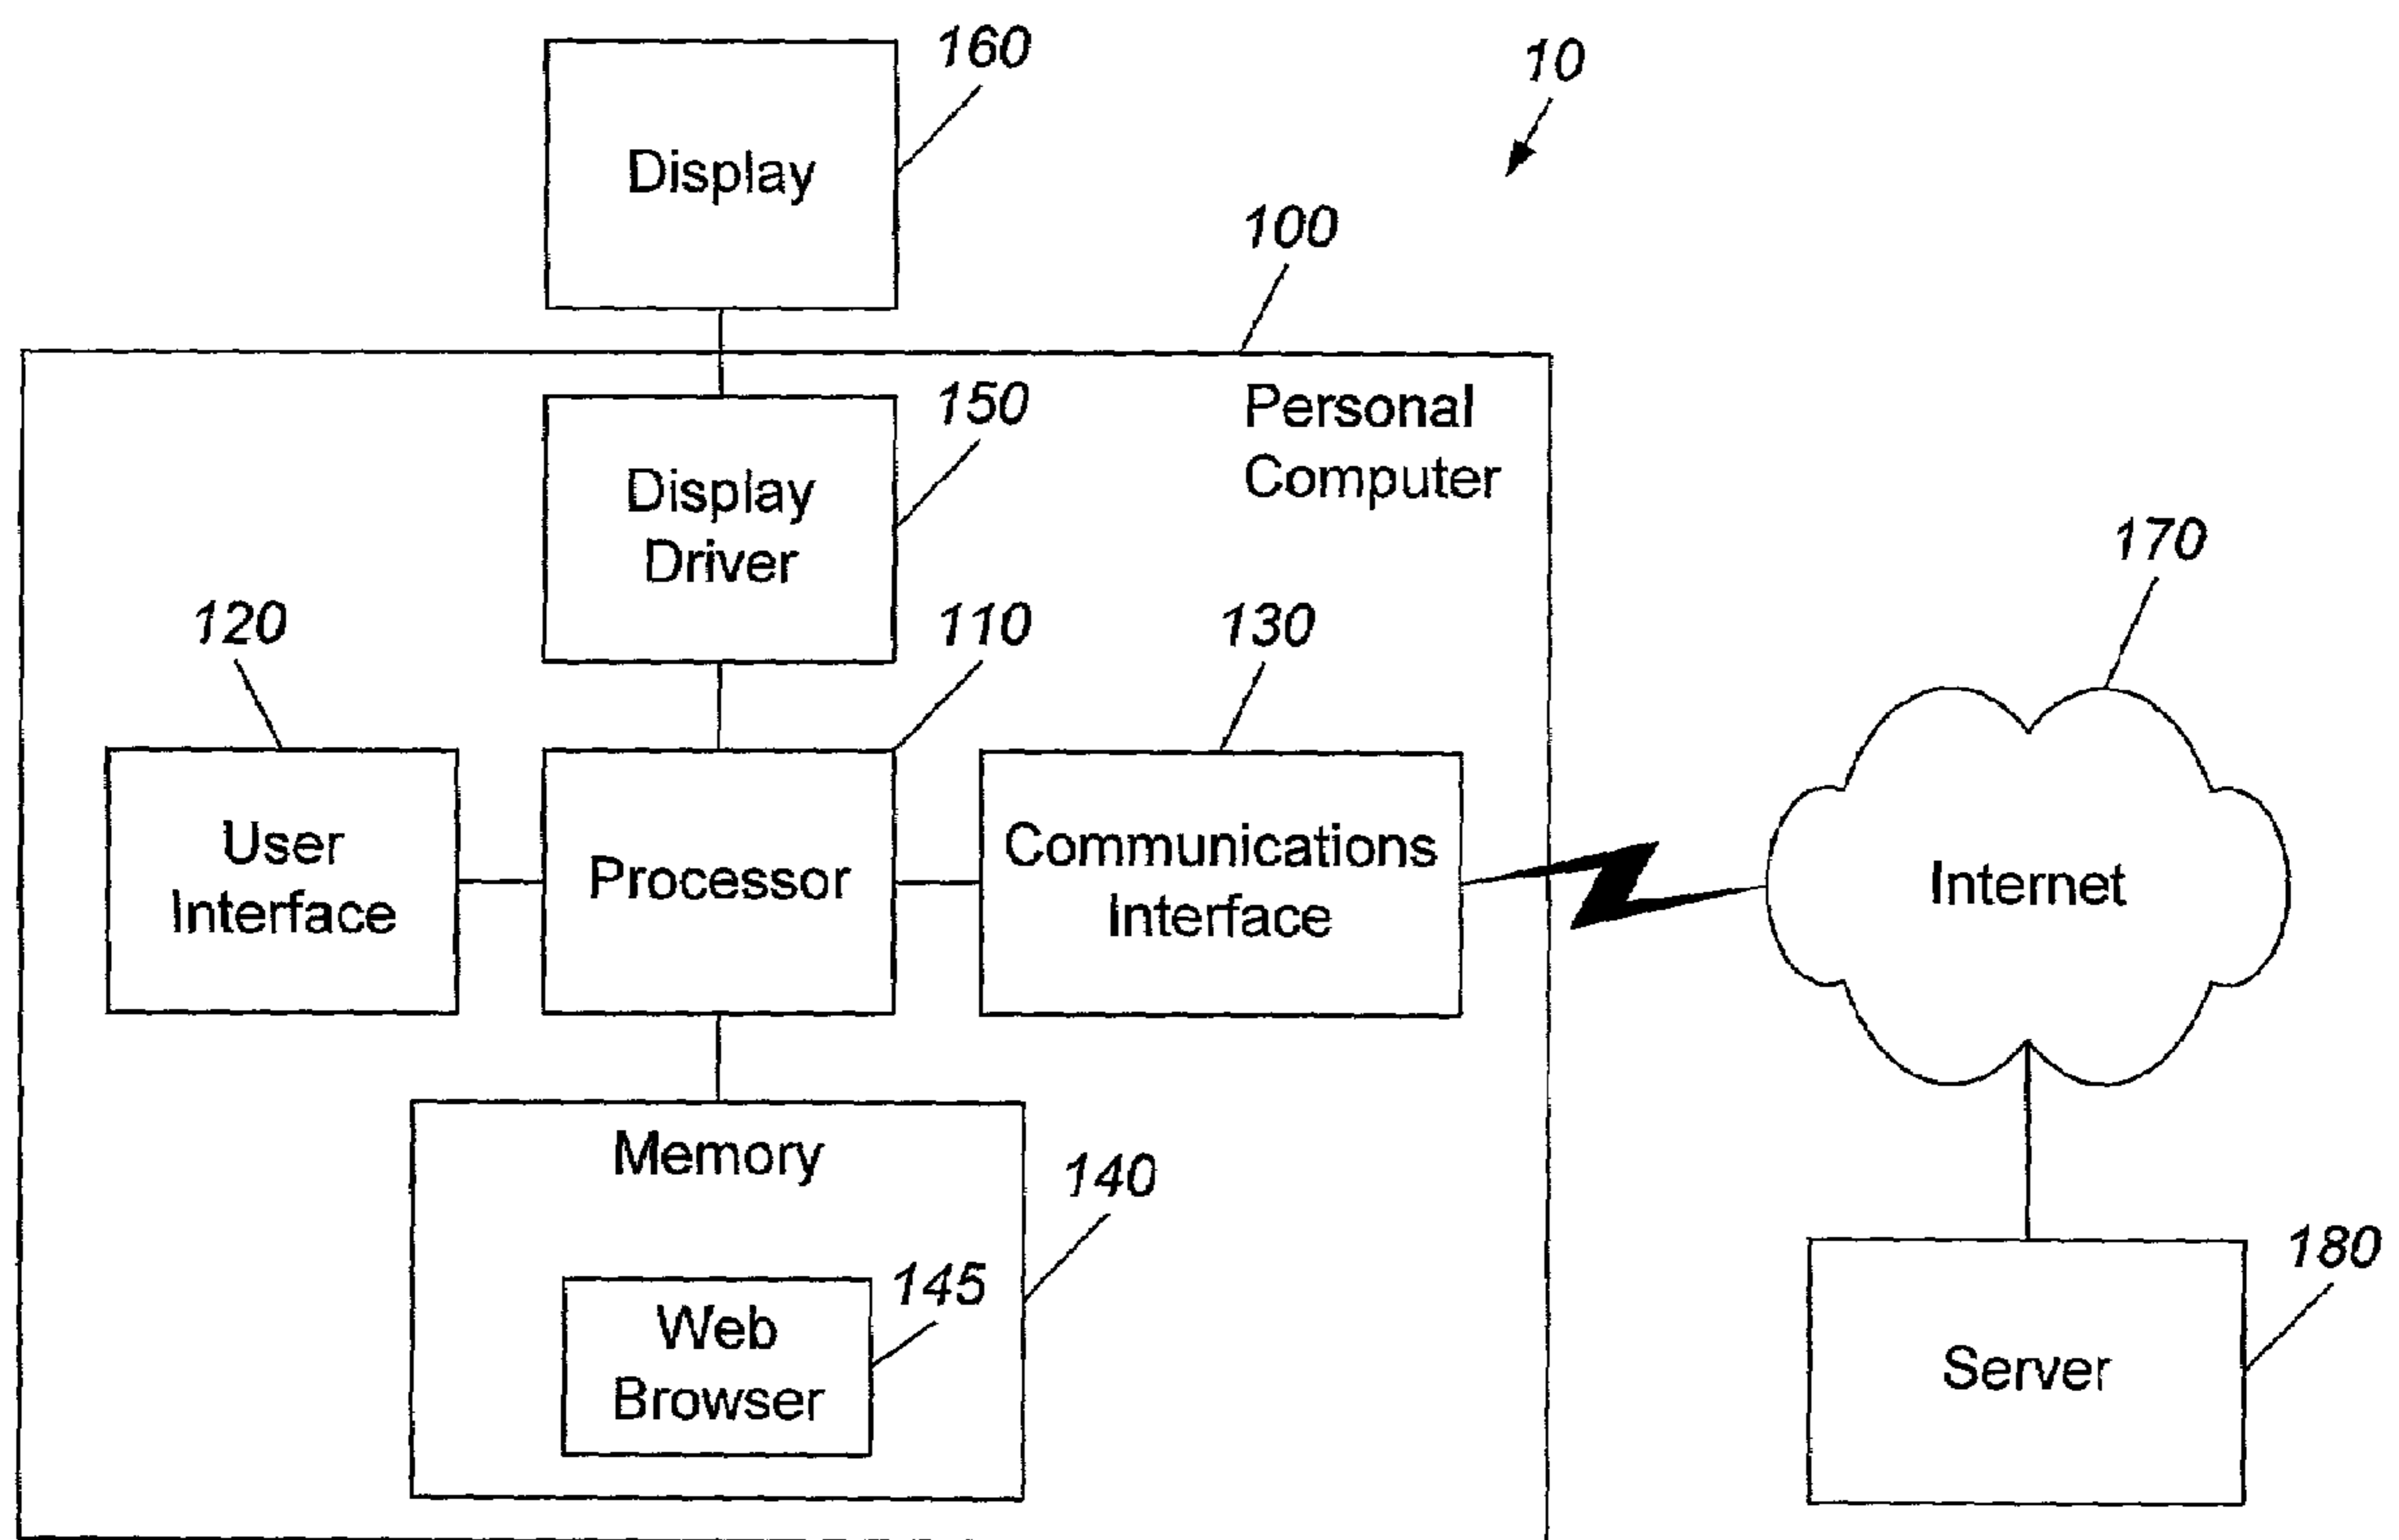 160
10
Display
100
150
Personal
Computer
Display
Driver
170
120
110
130
User
Interface
Processor
Communications
Interface
Internet
Memory
140
145
Web
Browser
180
Server